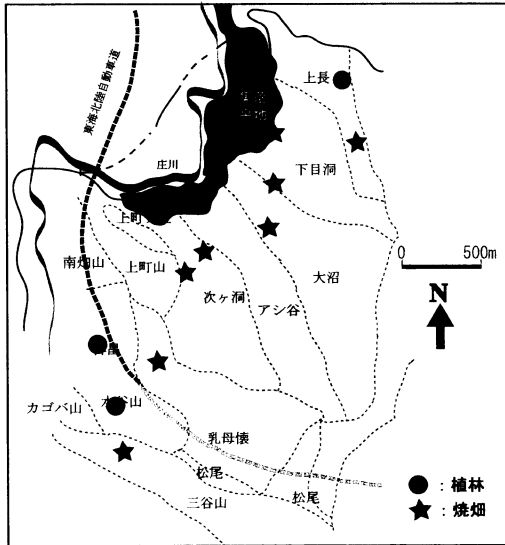 上長
東海北陸自動車道
庄川
下目洞
上町
南畑山
上町山
大沼
次ヶ洞
アシ谷
0 500m
N
カゴバ山
乳母懐
松尾
松尾
三谷山
●：植林
★：焼畑